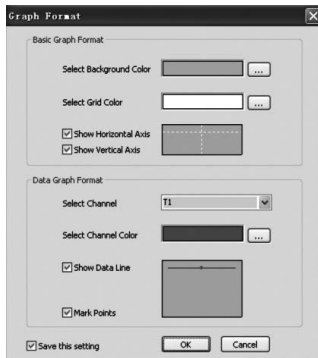 Graph Format
Basic Graph Format
Select Background Color
...
Select Grid Color
...
Show Horizontal Axis
Show Vertical Axis
Data Graph Format
Select Channel
T1
Select Channel Color
...
Show Data Line
Mark Points
Save this setting
OK
Cancel